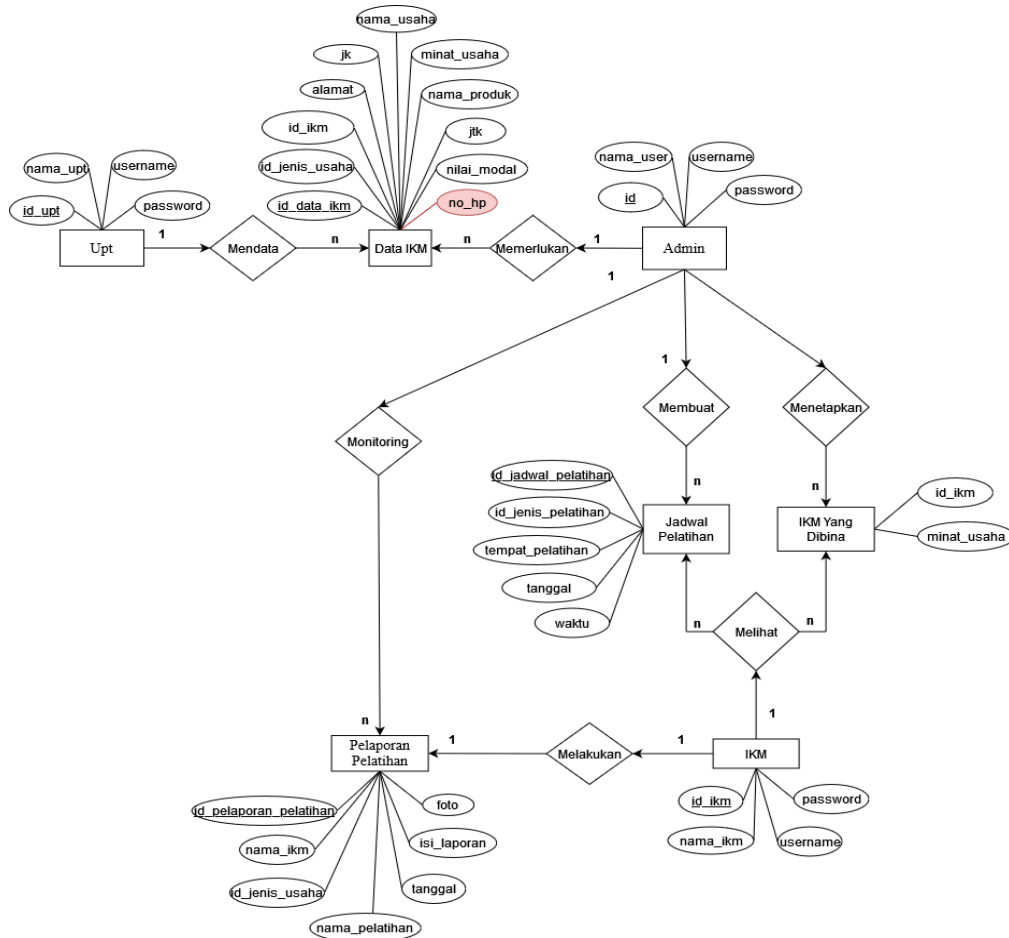 nama_usaha
jk
minat_usaha
alamat
nama_produk
id_ikm
jtk
nama_upt
username
id_jenis_usaha
nilai_modal
nama_user
username
id_upt
password
id_data_ikm
no_hp
id
password
Upt
1
Mendata
n
Data IKM
n
Memerlukan
1
Admin
1
1
Monitoring
Membuat
Menetapkan
n
n
id_jadwal_pelatihan
id_jenis_pelatihan
tempat_pelatihan
tanggal
waktu
Jadwal
Pelatihan
IKM Yang
Dibina
id_ikm
minat_usaha
n
Melihat
n
1
n
Pelaporan
Pelatihan
1
Melakukan
1
IKM
id_pelaporan_pelatihan
nama_ikm
id_jenis_usaha
nama_pelatihan
tanggal
isi_laporan
foto
id_ikm
nama_ikm
username
password